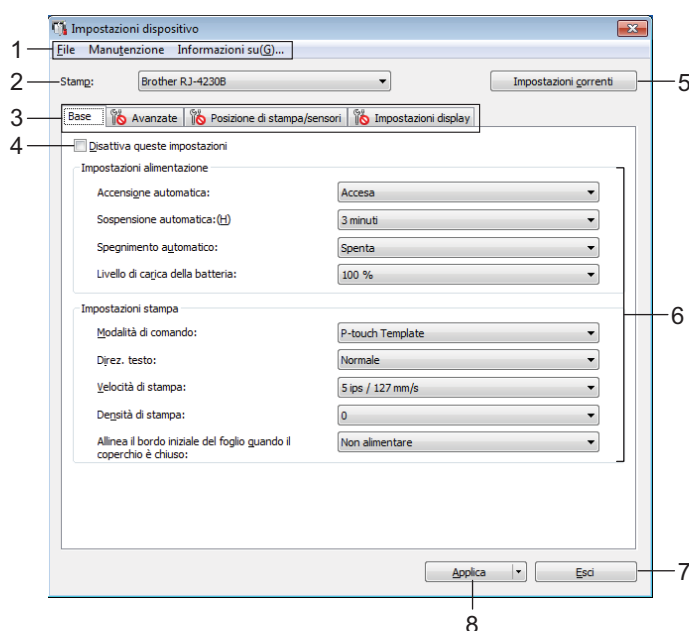 Impostazioni dispositivo
1 File Manutenzione Informazioni su(G)...
2 Stamp: Brother RJ-4230B Impostazioni correnti 5
3 Base Avanzate Posizione di stampa/sensori Impostazioni display
4 Disattiva queste impostazioni
Impostazioni alimentazione
Accensione automatica: Accesa
Sospensione automatica:(H) 3 minuti
Spegnimento automatico: Spenta
Livello di carica della batteria: 100 %
Impostazioni stampa
6
Modalità di comando: P-touch Template
Direz. testo: Normale
Velocità di stampa: 5 ips / 127 mm/s
Densità di stampa: 0
Allinea il bordo iniziale del foglio quando il
coperchio è chiuso: Non alimentare
Applica Esci 7
8